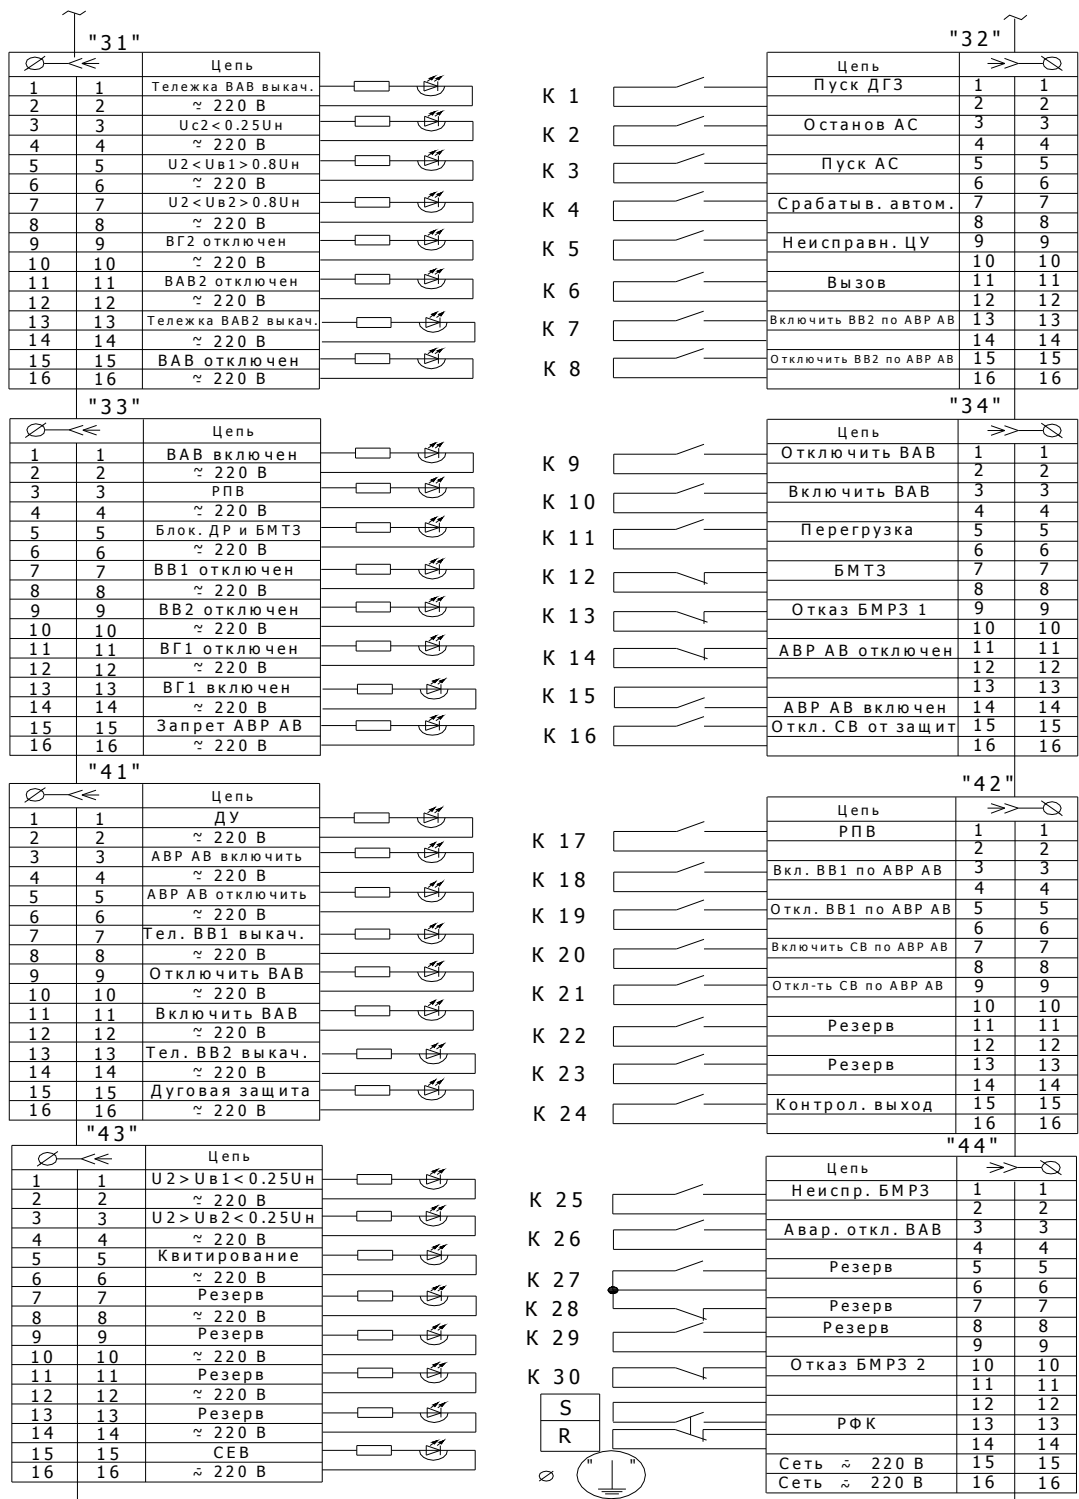 "31"
Цепь
1 1 Тележка ВАВ выкач.
2 2 ~ 220 В
3 3 Uс2<0.25Uн
4 4 ~ 220 В
5 5 U2<Uв1>0.8Uн
6 6 ~ 220 В
7 7 U2<Uв2>0.8Uн
8 8 ~ 220 В
9 9 ВГ2 отключен
10 10 ~ 220 В
11 11 ВАВ2 отключен
12 12 ~ 220 В
13 13 Тележка ВАВ2 выкач.
14 14 ~ 220 В
15 15 ВАВ отключен
16 16 ~ 220 В
"32"
Цепь
К 1 Пуск ДГЗ 1 1
2 2
К 2 Останов АС 3 3
4 4
К 3 Пуск АС 5 5
6 6
К 4 Срабатыв. автом. 7 7
8 8
К 5 Неисправн. ЦУ 9 9
10 10
К 6 Вызов 11 11
12 12
К 7 Включить ВВ2 по АВР АВ 13 13
14 14
К 8 Отключить ВВ2 по АВР АВ 15 15
16 16
"33"
Цепь
1 1 ВАВ включен
2 2 ~ 220 В
3 3 РПВ
4 4 ~ 220 В
5 5 Блок. ДР и БМТЗ
6 6 ~ 220 В
7 7 ВВ1 отключен
8 8 ~ 220 В
9 9 ВВ2 отключен
10 10 ~ 220 В
11 11 ВГ1 отключен
12 12 ~ 220 В
13 13 ВГ1 включен
14 14 ~ 220 В
15 15 Запрет АВР АВ
16 16 ~ 220 В
"34"
Цепь
К 9 Отключить ВАВ 1 1
2 2
К 10 Включить ВАВ 3 3
4 4
К 11 Перегрузка 5 5
6 6
К 12 БМТЗ 7 7
8 8
К 13 Отказ БМРЗ 1 9 9
10 10
К 14 АВР АВ отключен 11 11
12 12
К 15 13 13
АВР АВ включен 14 14
К 16 Откл. СВ от защит 15 15
16 16
"41"
Цепь
1 1 ДУ
2 2 ~ 220 В
3 3 АВР АВ включить
4 4 ~ 220 В
5 5 АВР АВ отключить
6 6 ~ 220 В
7 7 Тел. ВВ1 выкач.
8 8 ~ 220 В
9 9 Отключить ВАВ
10 10 ~ 220 В
11 11 Включить ВАВ
12 12 ~ 220 В
13 13 Тел. ВВ2 выкач.
14 14 ~ 220 В
15 15 Дуговая защита
16 16 ~ 220 В
"42"
Цепь
К 17 РПВ 1 1
2 2
К 18 Вкл. ВВ1 по АВР АВ 3 3
4 4
К 19 Откл. ВВ1 по АВР АВ 5 5
6 6
К 20 Включить СВ по АВР АВ 7 7
8 8
К 21 Откл-ть СВ по АВР АВ 9 9
10 10
К 22 Резерв 11 11
12 12
К 23 Резерв 13 13
14 14
К 24 Контрол. выход 15 15
16 16
"43"
Цепь
1 1 U2>Uв1<0.25Uн
2 2 ~ 220 В
3 3 U2>Uв2<0.25Uн
4 4 ~ 220 В
5 5 Квитирование
6 6 ~ 220 В
7 7 Резерв
8 8 ~ 220 В
9 9 Резерв
10 10 ~ 220 В
11 11 Резерв
12 12 ~ 220 В
13 13 Резерв
14 14 ~ 220 В
15 15 СЕВ
16 16 ~ 220 В
"44"
Цепь
К 25 Неиспр. БМРЗ 1 1
2 2
К 26 Авар. откл. ВАВ 3 3
4 4
К 27 Резерв 5 5
6 6
К 28 Резерв 7 7
К 29 Резерв 8 8
9 9
К 30 Отказ БМРЗ 2 10 10
11 11
S 12 12
R РФК 13 13
14 14
Сеть ~ 220 В 15 15
Сеть ~ 220 В 16 16
" "